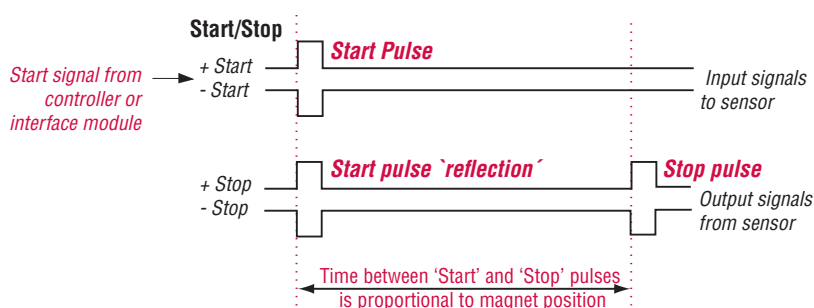 Start/Stop
Start Pulse
+ Start
- Start
Start signal from
controller or
interface module
Input signals
to sensor
Start pulse `reflection´
Stop pulse
+ Stop
- Stop
Output signals
from sensor
Time between ‘Start’ and ‘Stop’ pulses
is proportional to magnet position